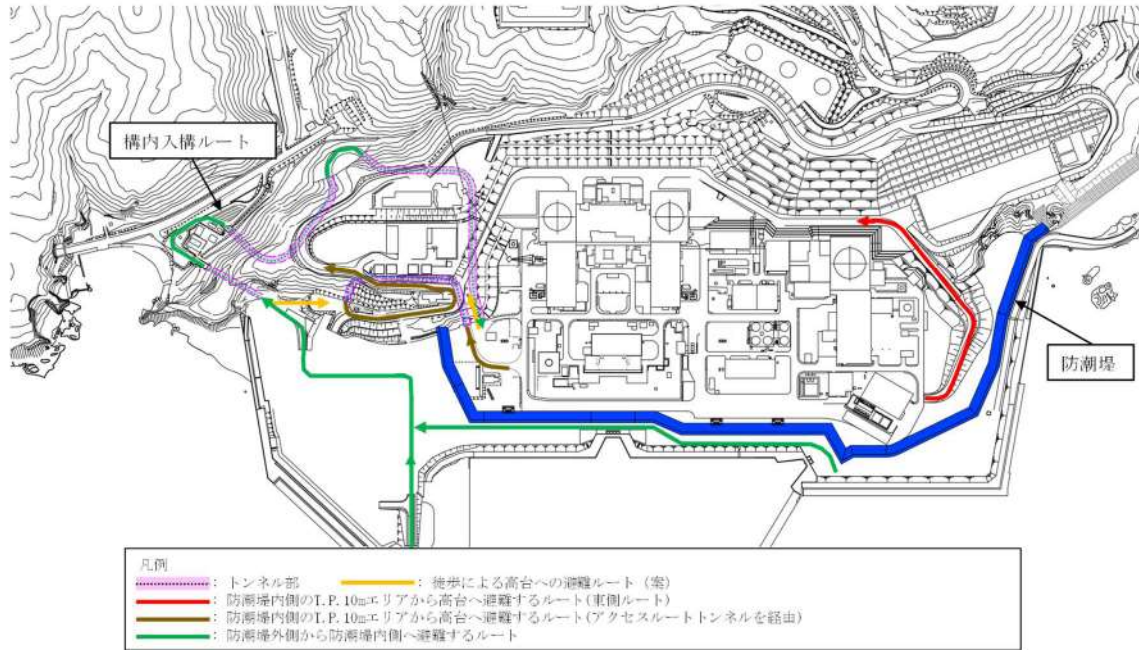 構内入構ルート
防潮堤
凡例
: トンネル部 : 徒歩による高台への避難ルート (案)
: 防潮堤内側のT.P.10mエリアから高台へ避難するルート(東側ルート)
: 防潮堤内側のT.P.10mエリアから高台へ避難するルート(アクセスルートトンネルを経由)
: 防潮堤外側から防潮堤内側へ避難するルート